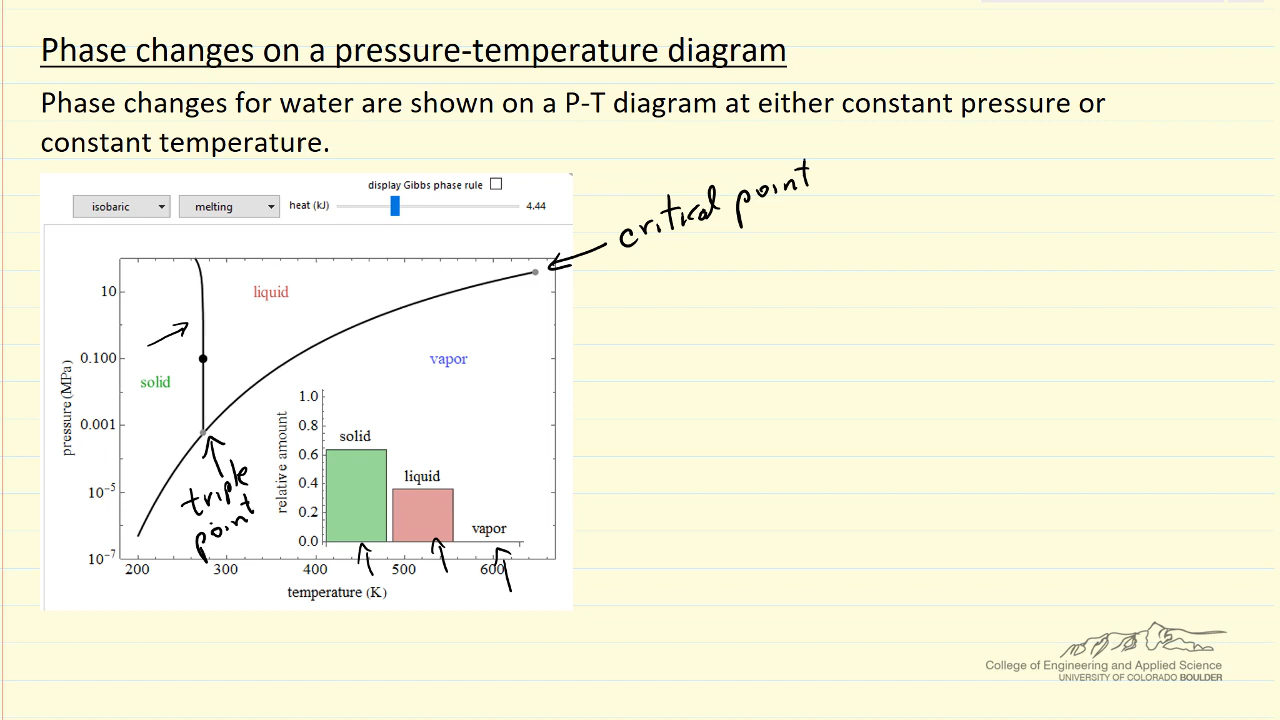 Phase changes on a pressure-temperature diagram
Phase changes for water are shown on a P-T diagram at either constant pressure or
constant temperature.
display Gibbs phase rule
isobaric
melting
heat (kJ)
4.44
critical point
10
liquid
0.100
vapor
solid
pressure (MPa)
0.001
10⁻⁵
10⁻⁷
triple
point
1.0
0.8
0.6
0.4
0.2
0.0
relative amount
solid
liquid
vapor
200 300 400 500 600
temperature (K)
College of Engineering and Applied Science
UNIVERSITY OF COLORADO BOULDER